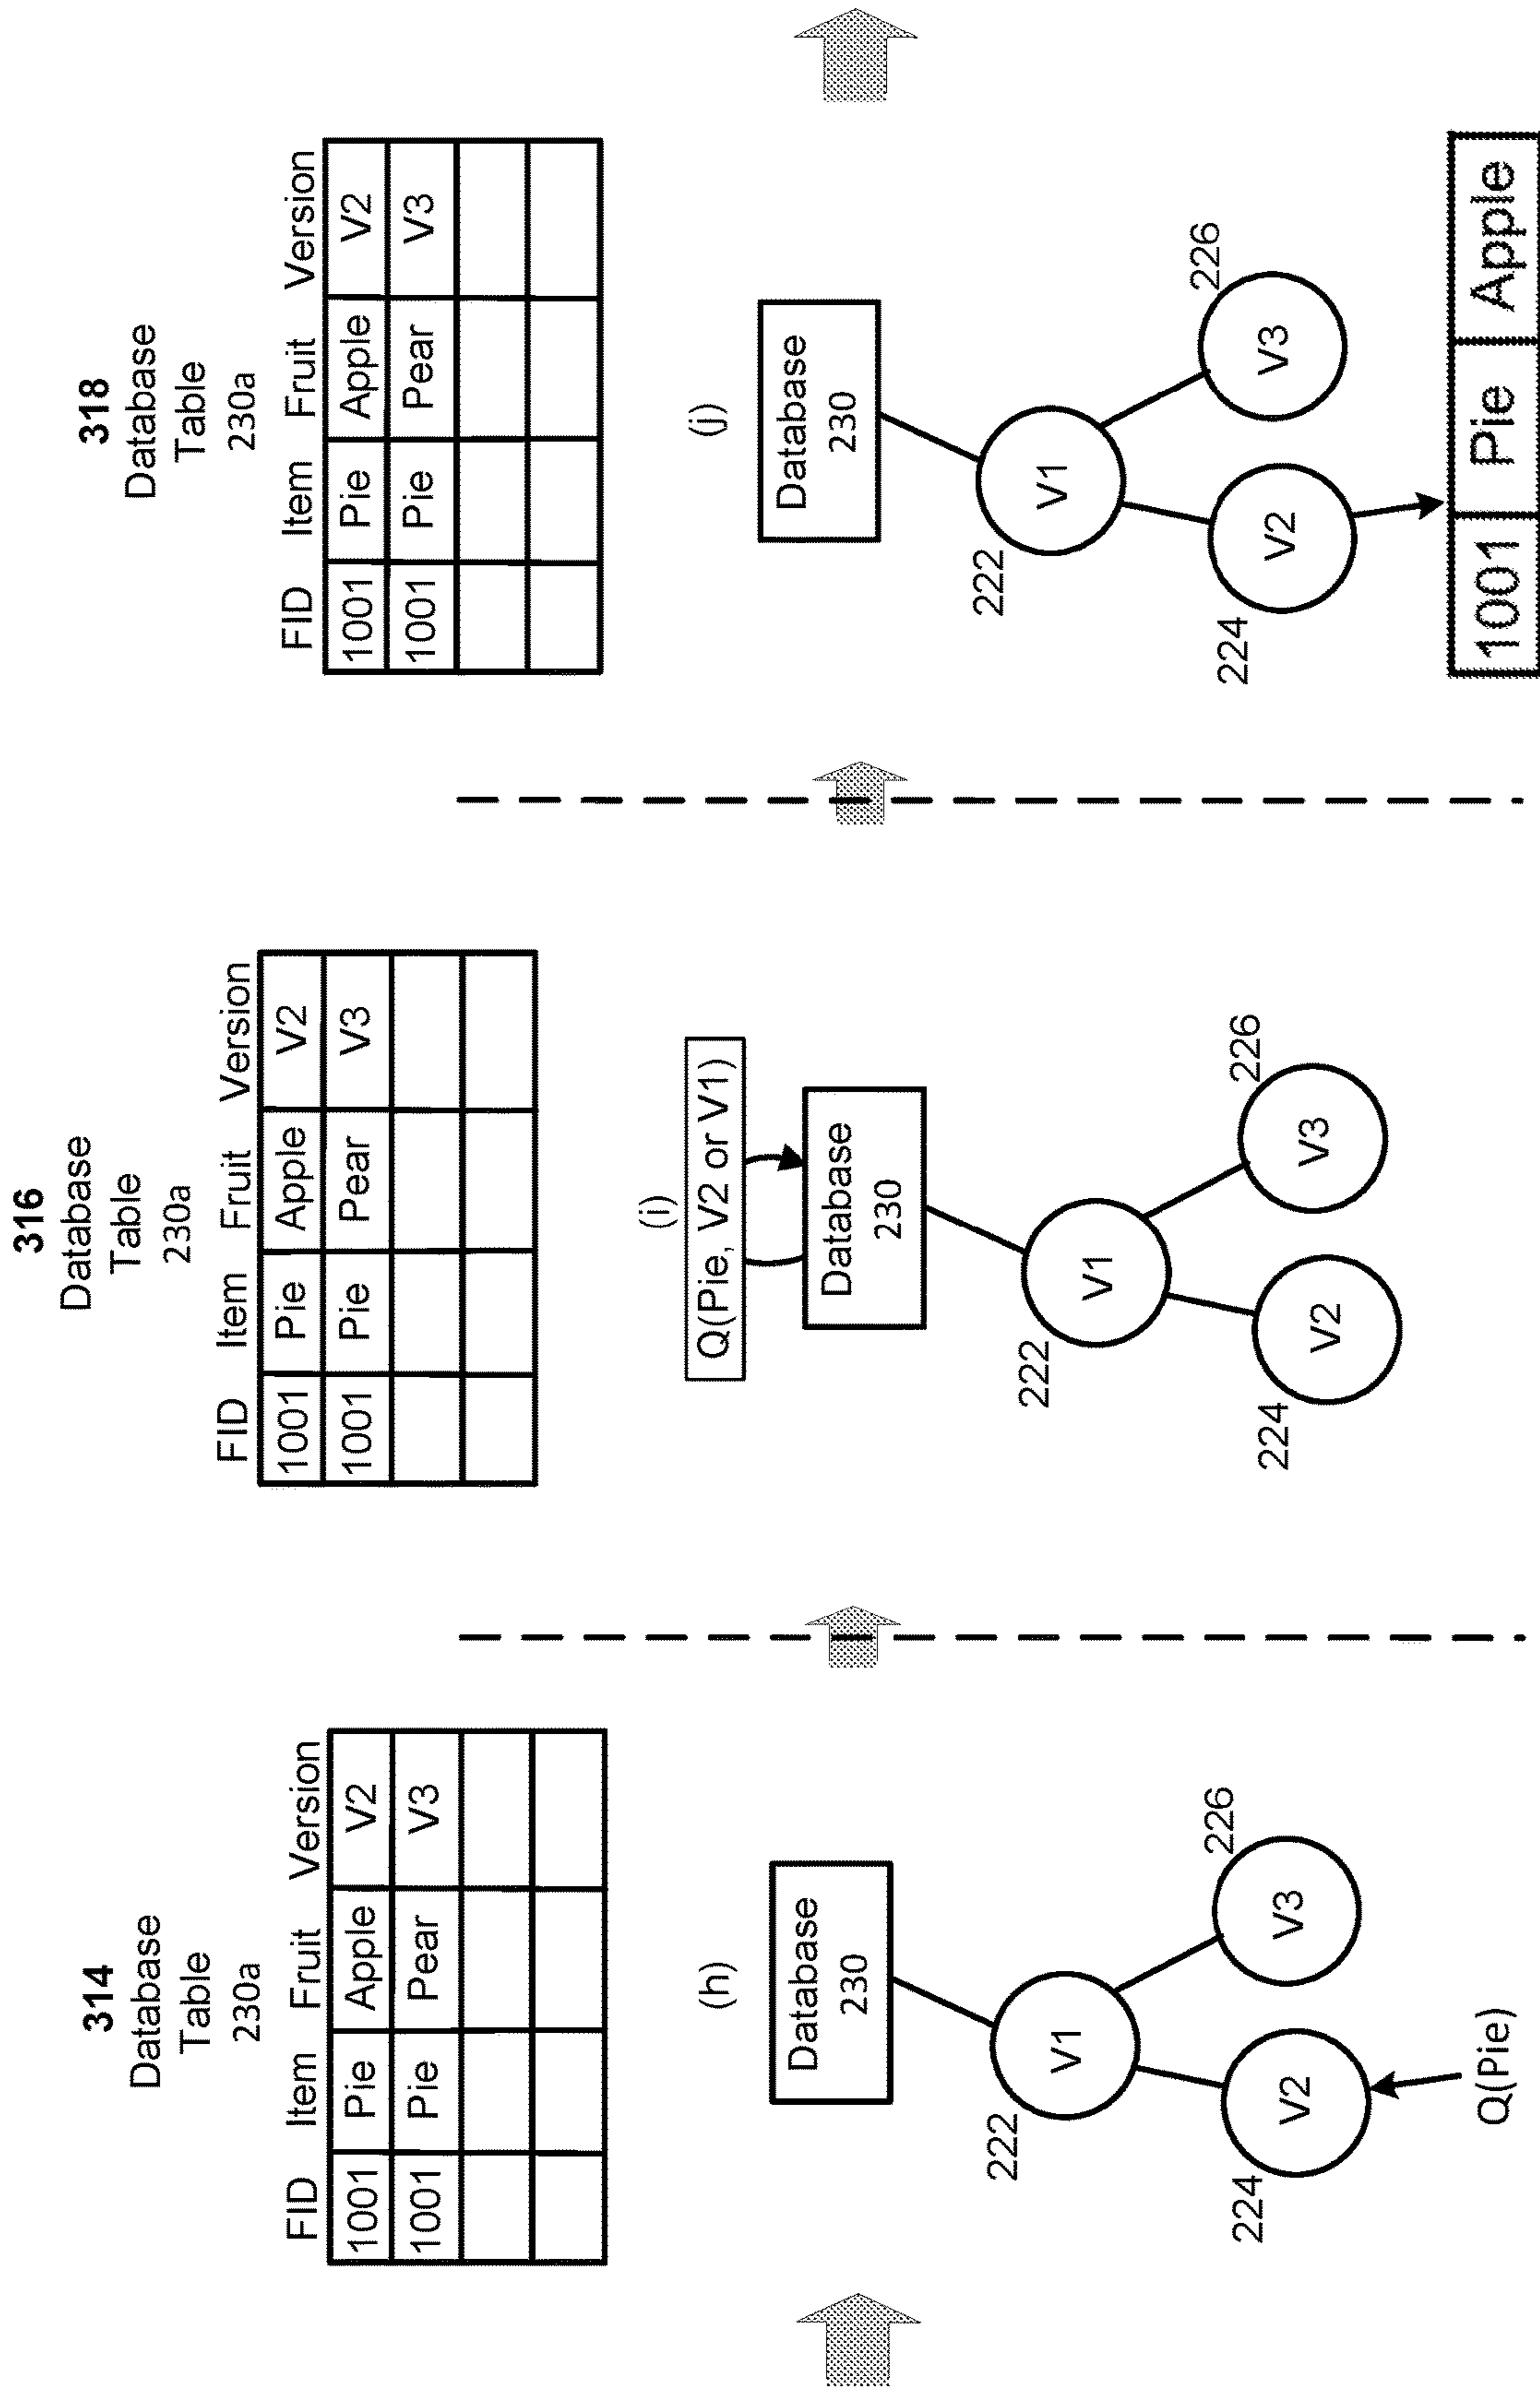 314
Database
Table
230a
FID Item Fruit Version
1001 Pie Apple V2
1001 Pie Pear V3
(h)
Database
230
222
V1
224
V2
226
V3
Q(Pie)
316
Database
Table
230a
FID Item Fruit Version
1001 Pie Apple V2
1001 Pie Pear V3
(i)
Q(Pie, V2 or V1)
Database
230
222
V1
224
V2
226
V3
318
Database
Table
230a
FID Item Fruit Version
1001 Pie Apple V2
1001 Pie Pear V3
(j)
Database
230
222
V1
224
V2
226
V3
1001 Pie Apple